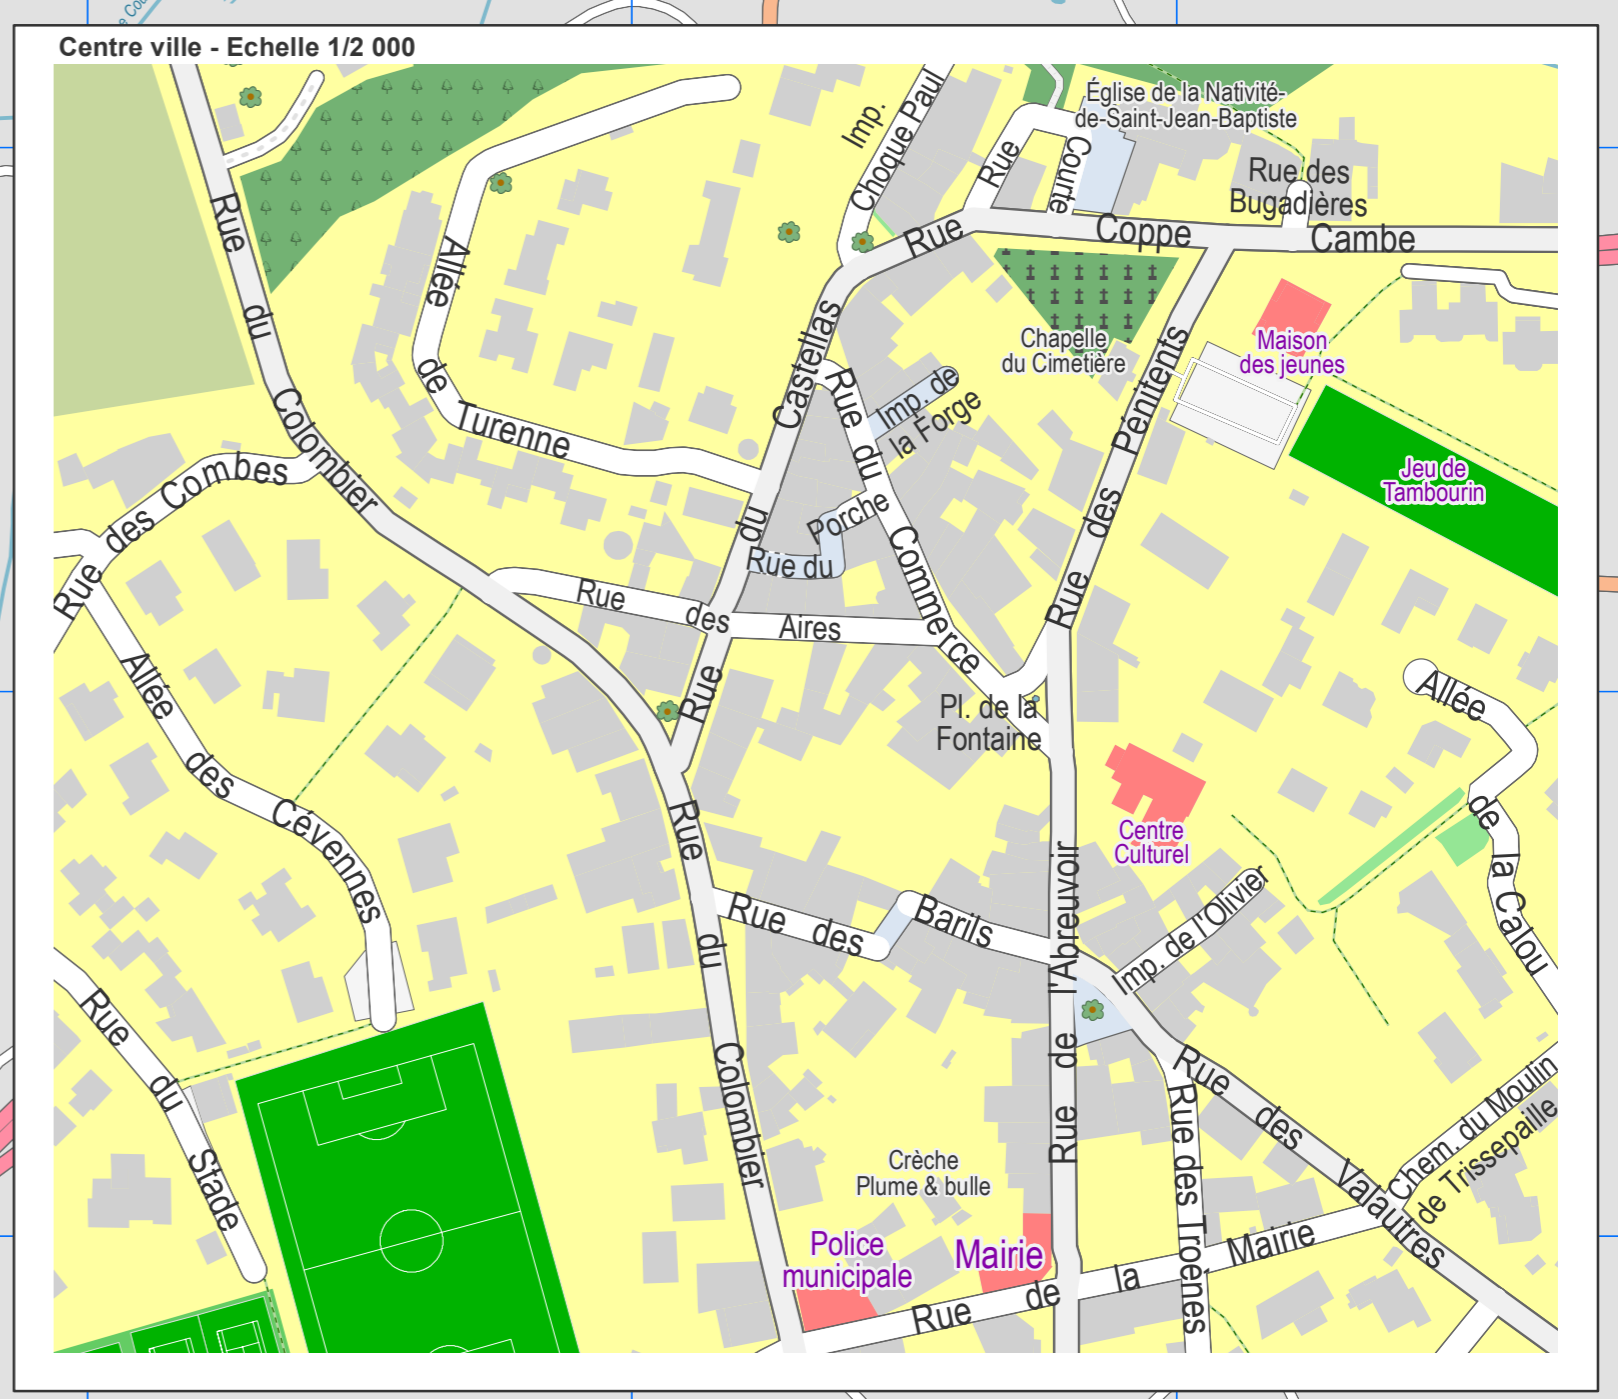 Centre ville - Echelle 1/2 000
Imp.
Choque Paul
Église de la Nativité-
de-Saint-Jean-Baptiste
Rue Courte
Rue des
Bugadières
Rue Coppe Cambe
Rue du Colombier
Allée de Turenne
Rue du Castellas
Chapelle
du Cimetière
Maison
des jeunes
Rue du Commerce
Imp. de
la Forge
Rue des Pénitents
Jeu de
Tambourin
Rue des Combes
Porche
Rue du
Rue des Aires
Allée des Cévennes
Pl. de la
Fontaine
Allée de la Calou
Centre
Culturel
Rue du Colombier
Rue des Barils
Rue de l'Abreuvoir
Imp. de l'Olivier
Rue du Stade
Rue des Valautres
Rue des Troènes
Chem. du Moulin
de Trissepaille
Crèche
Plume & bulle
Police
municipale
Mairie
Rue de la Mairie